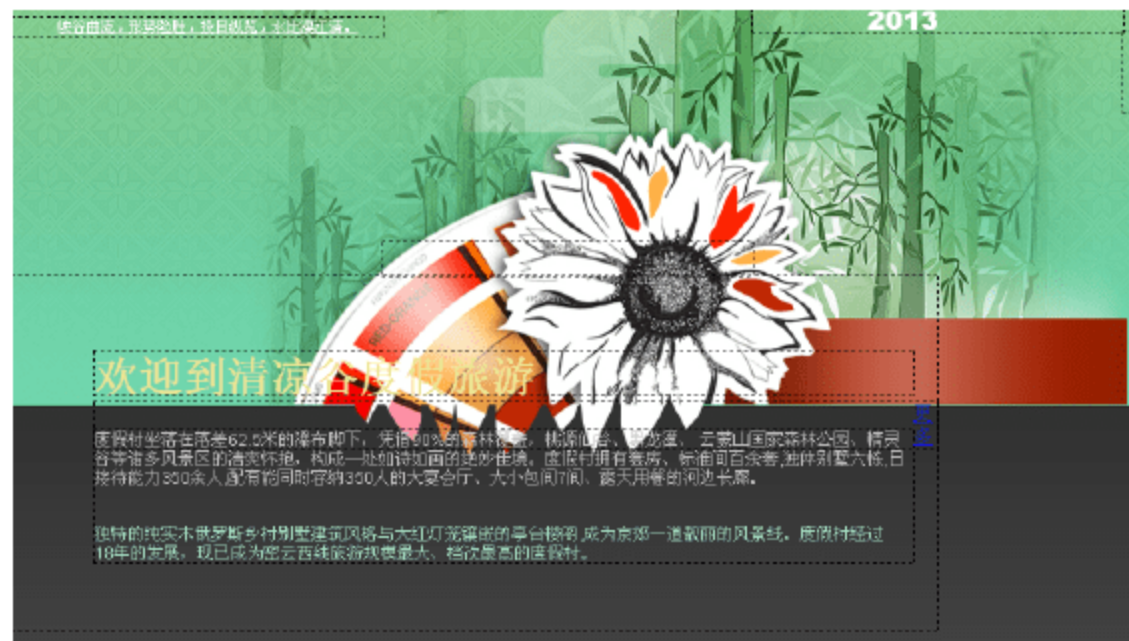 2013
RED-ORANGE
欢迎到清凉谷度假旅游
更多
度假村坐落在落差62.5米的瀑布脚下。凭借90%的森林覆盖，桃源仙谷、黑龙潭、云蒙山国家森林公园、精灵
谷等诸多风景区的清爽怀抱，构成一处如诗如画的绝妙佳境。度假村拥有套房、标准间百余套,独体别墅六栋,日
接待能力350余人,配有能同时容纳350人的大宴会厅、大小包间7间、露天用餐的河边长廊。
独特的纯实木俄罗斯乡村别墅建筑风格与大红灯笼镶嵌的亭台楼阁,成为京郊一道靓丽的风景线。度假村经过
18年的发展，现已成为密云西线旅游规模最大、档次最高的度假村。